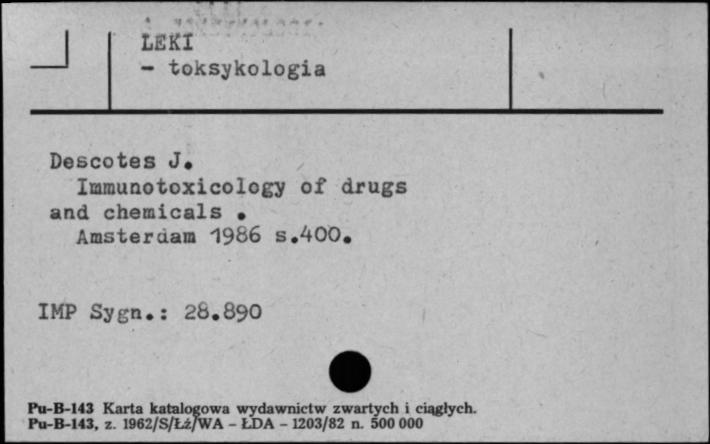 LEKI
- toksykologia
Descotes J.
Immunotoxicology of drugs
and chemicals .
Amsterdam 1986 s.400.
IMP Sygn.: 28.890
Pu-B-143 Karta katalogowa wydawnictw zwartych i ciągłych.
Pu-B-143, z. 1962/S/Łż/WA - ŁDA - 1203/82 n. 500 000